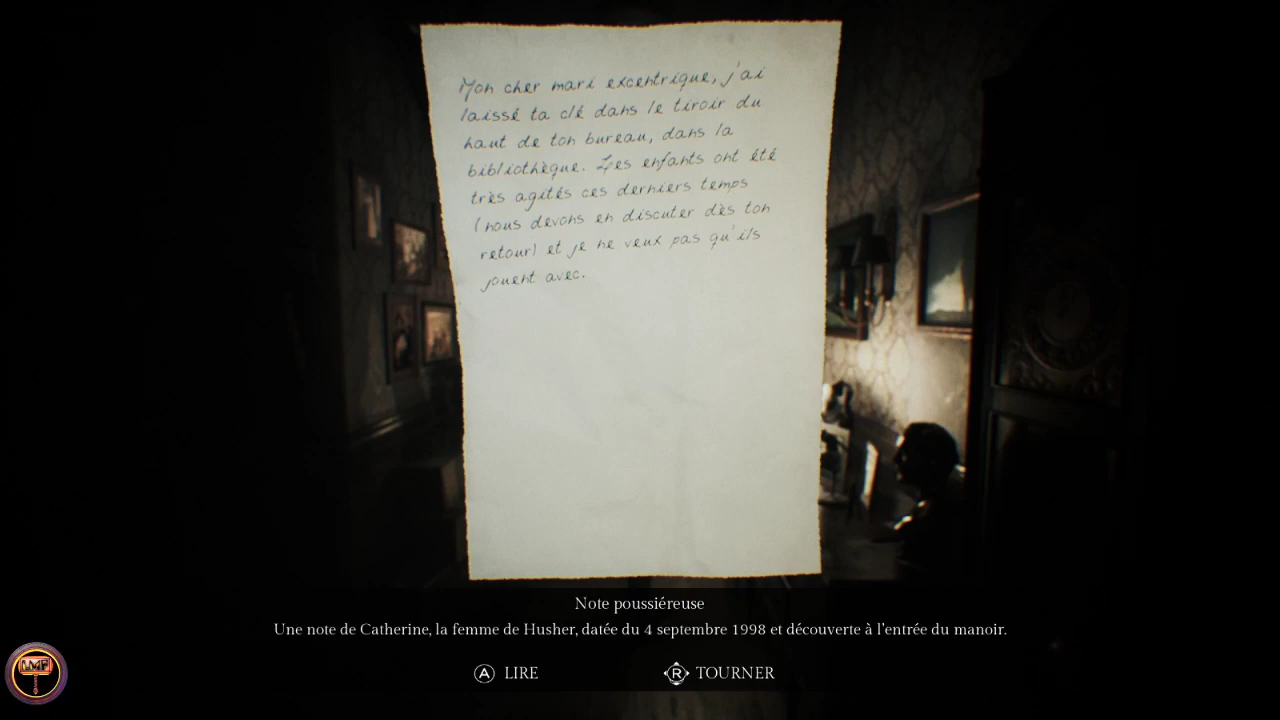 Mon cher mari excentrique, j'ai
laissé ta clé dans le tiroir du
haut de ton bureau, dans la
bibliothèque. Les enfants ont été
très agités ces derniers temps
(nous devons en discuter dès ton
retour) et je ne veux pas qu'ils
jouent avec.
Note poussiéreuse
Une note de Catherine, la femme de Husher, datée du 4 septembre 1998 et découverte à l'entrée du manoir.
A LIRE R TOURNER
LMF